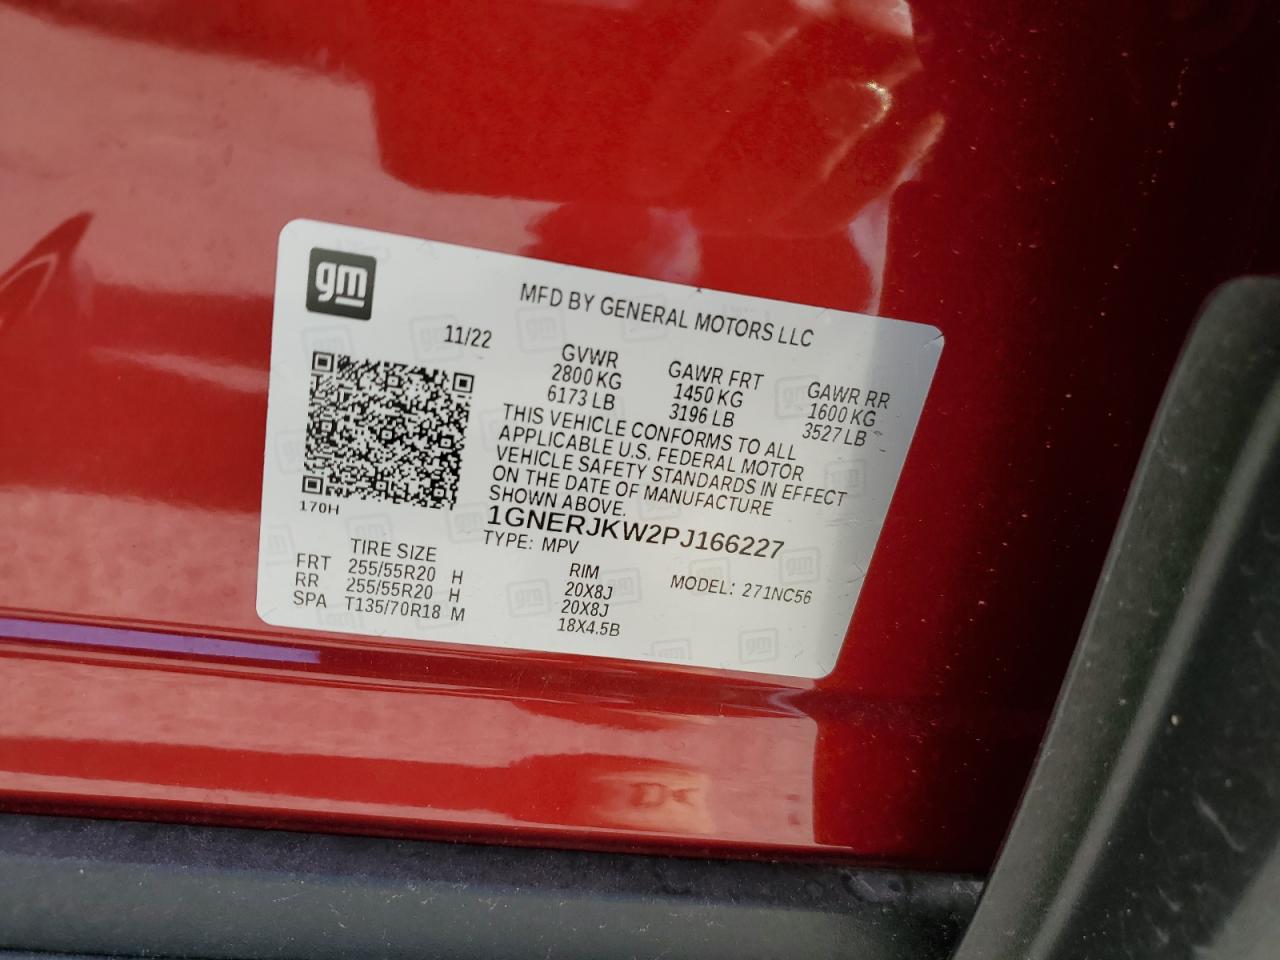 gm
MFD BY GENERAL MOTORS LLC
11/22
GVWR GAWR FRT GAWR RR
2800 KG 1450 KG 1600 KG
6173 LB 3196 LB 3527 LB
THIS VEHICLE CONFORMS TO ALL
APPLICABLE U.S. FEDERAL MOTOR
VEHICLE SAFETY STANDARDS IN EFFECT
ON THE DATE OF MANUFACTURE
SHOWN ABOVE.
170H
1GNERJKW2PJ166227
TYPE: MPV MODEL: 271NC56
TIRE SIZE RIM
FRT 255/55R20 H 20X8J
RR 255/55R20 H 20X8J
SPA T135/70R18 M 18X4.5B